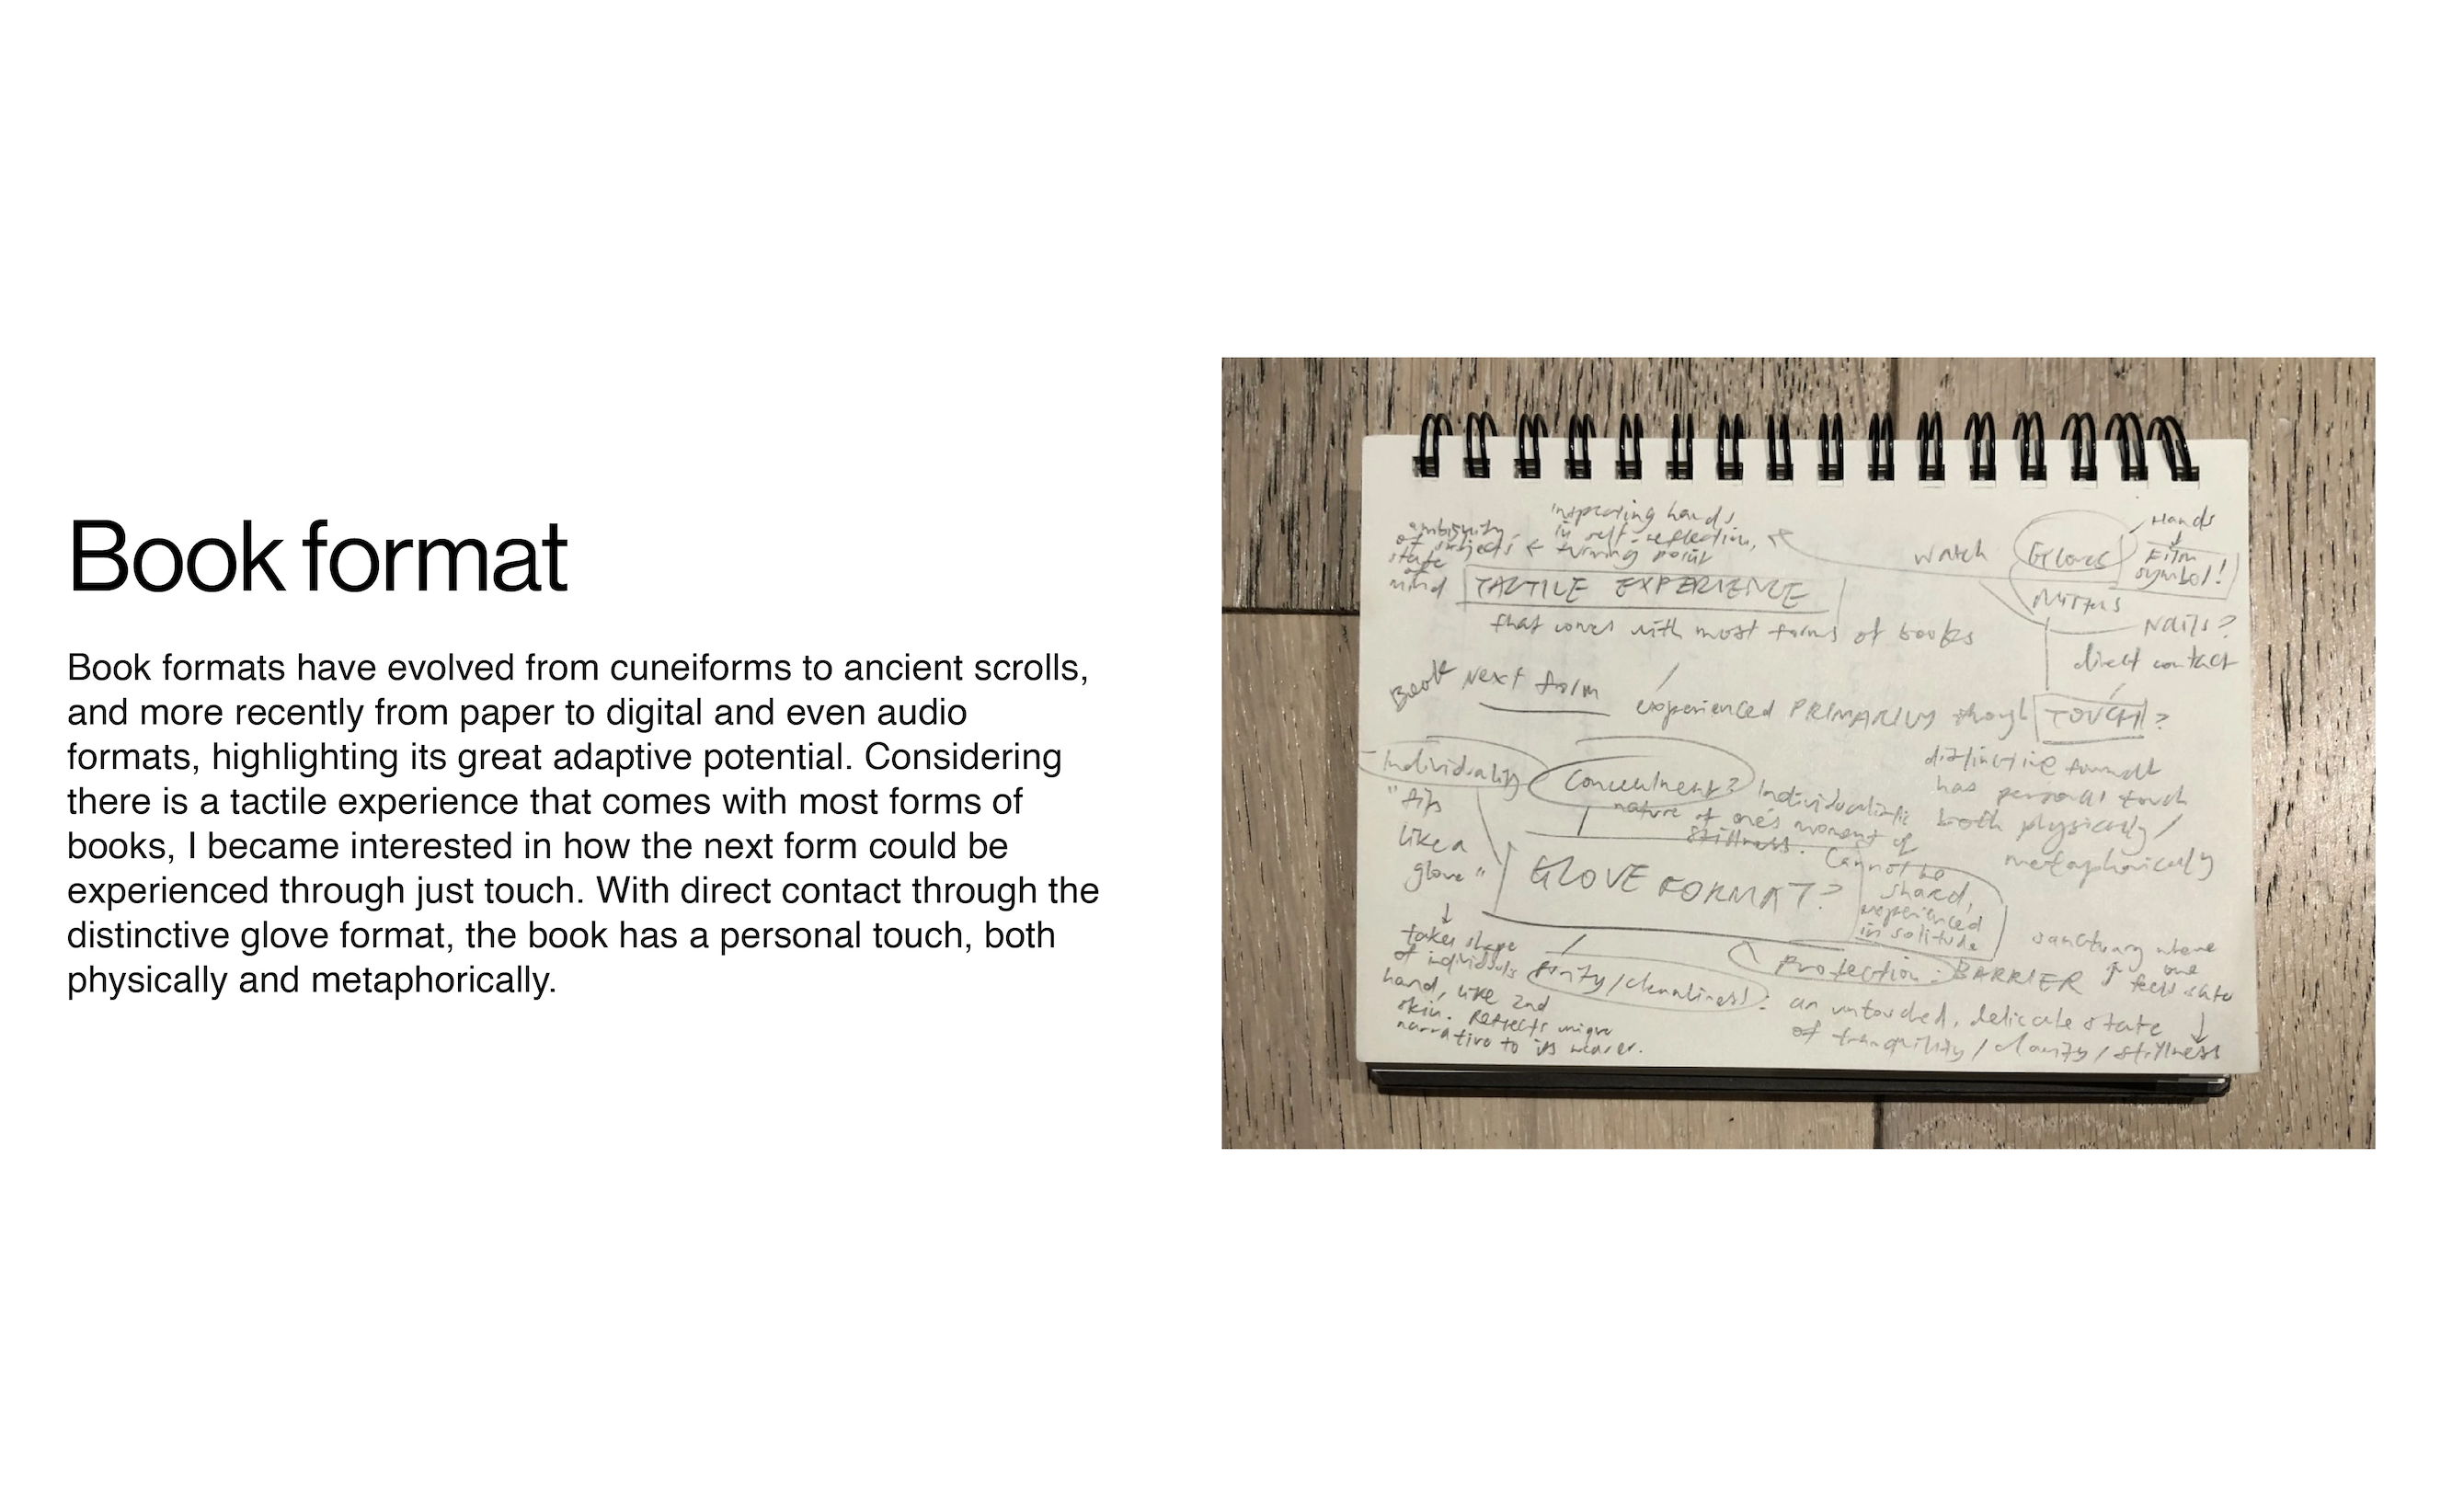 Book format
Book formats have evolved from cuneiforms to ancient scrolls,
and more recently from paper to digital and even audio
formats, highlighting its great adaptive potential. Considering
there is a tactile experience that comes with most forms of
books, I became interested in how the next form could be
experienced through just touch. With direct contact through the
distinctive glove format, the book has a personal touch, both
physically and metaphorically.
inspecting hands
in self-reflection,
turning point
ambiguity
of subjects
state
of
mind
TACTILE EXPERIENCE
that comes with most forms of books
watch
Gloves
Hands
Film
symbol!
Mittens
Nails?
direct contact
Book Next form
experienced PRIMARILY though TOUCH?
distinctive format
has personal touch
both physically/
metaphorically
Individuality
"fits
like a
glove"
Concealment?
Individualistic
nature of one's moment of
stillness. Cannot be
shared,
experienced
in solitude
GLOVE FORMAT?
takes shape
of individuals
hand, like 2nd
skin. Reflects unique
narrative to its wearer.
purity/cleanliness:
an untouched, delicate state
of tranquility/clarity/stillness
Protection: BARRIER
sanctuary where
one
feels safe